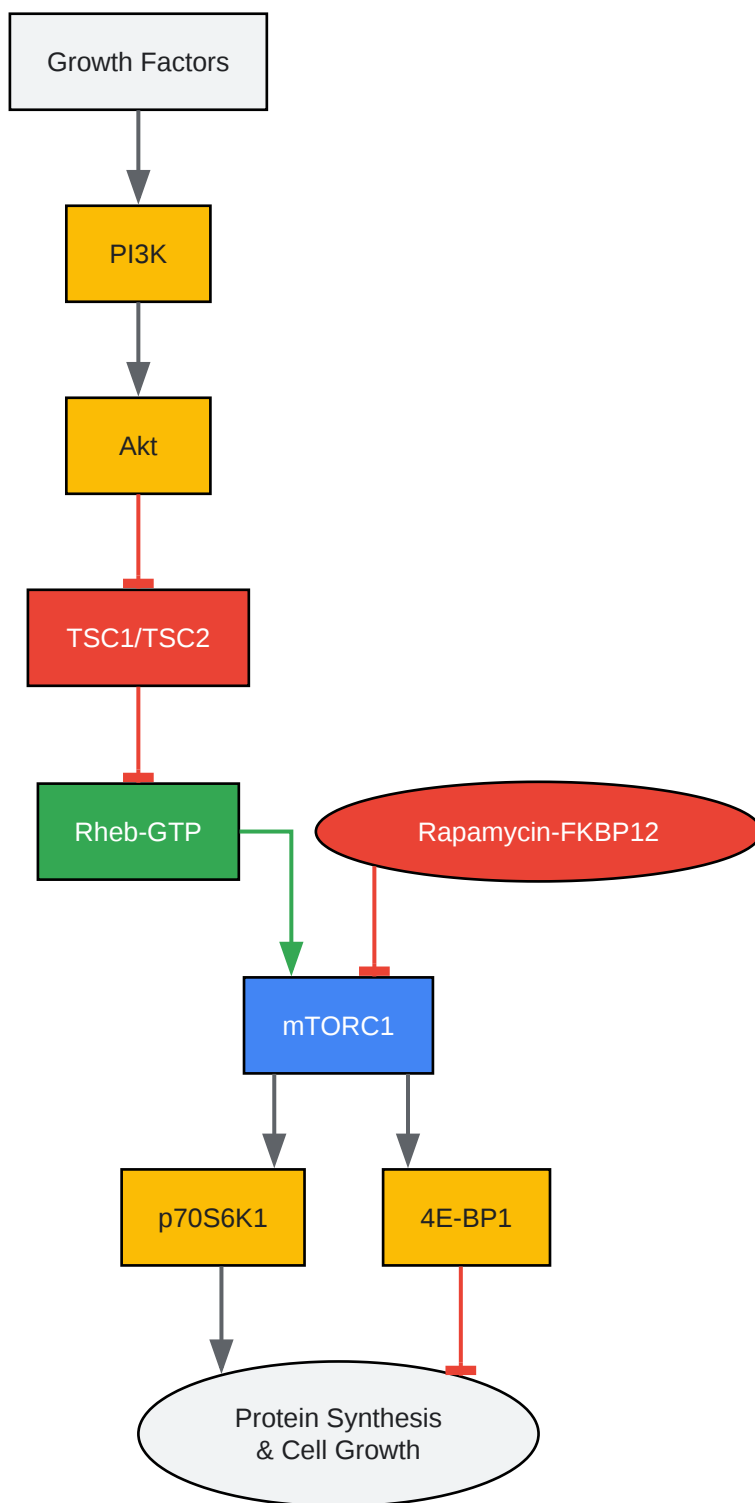 Growth Factors
PI3K
Akt
TSC1/TSC2
Rheb-GTP
Rapamycin-FKBP12
mTORC1
p70S6K1
4E-BP1
Protein Synthesis
& Cell Growth